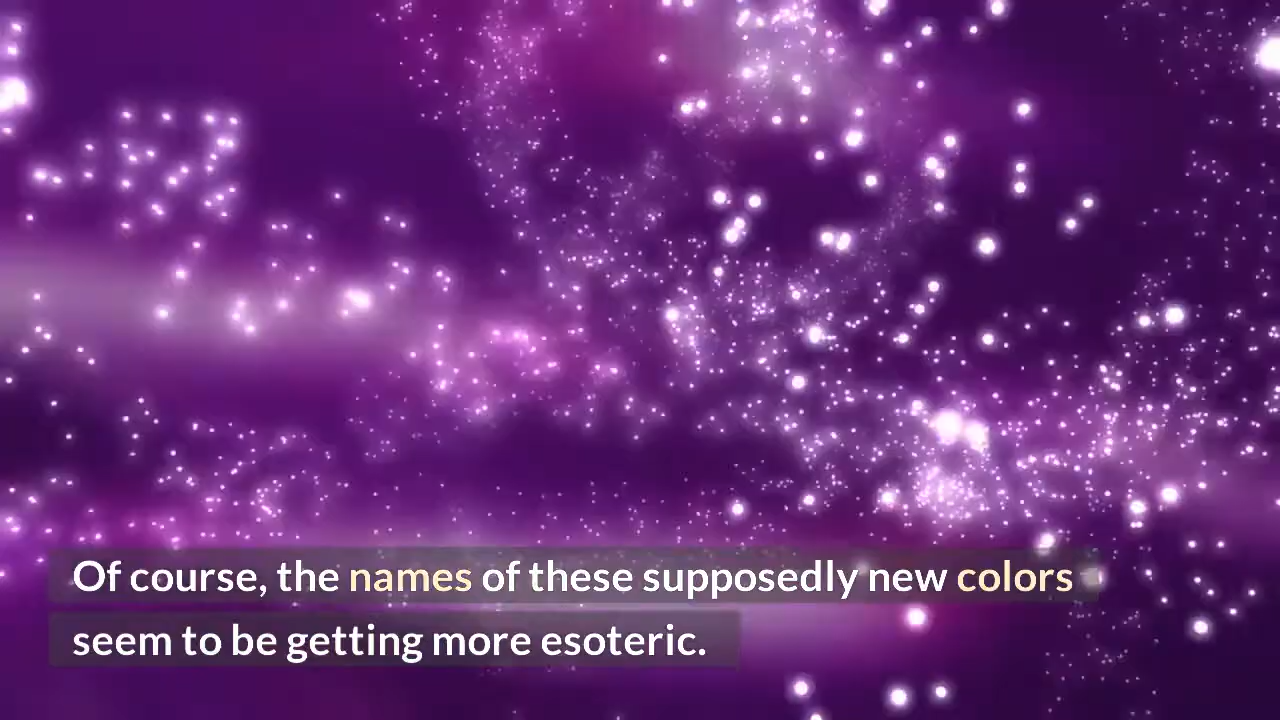 Of course, the names of these supposedly new colors
seem to be getting more esoteric.